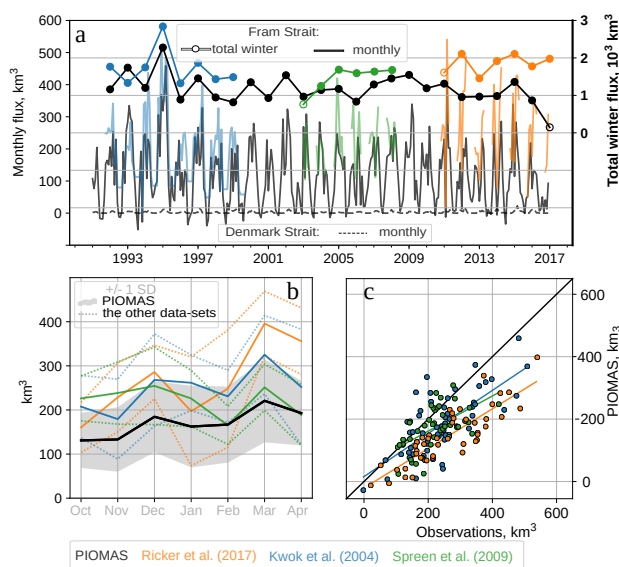 a
Fram Strait:
total winter
monthly
Monthly flux, km³
600
500
400
300
200
100
0
3
2
1
0
Total winter flux, 10³ km³
Denmark Strait:
monthly
1993
1997
2001
2005
2009
2013
2017
+/- 1 SD
PIOMAS
the other data-sets
b
km³
400
300
200
100
0
Oct
Nov
Dec
Jan
Feb
Mar
Apr
c
600
400
200
0
PIOMAS, km³
0
200
400
600
Observations, km³
PIOMAS
Ricker et al. (2017)
Kwok et al. (2004)
Spreen et al. (2009)